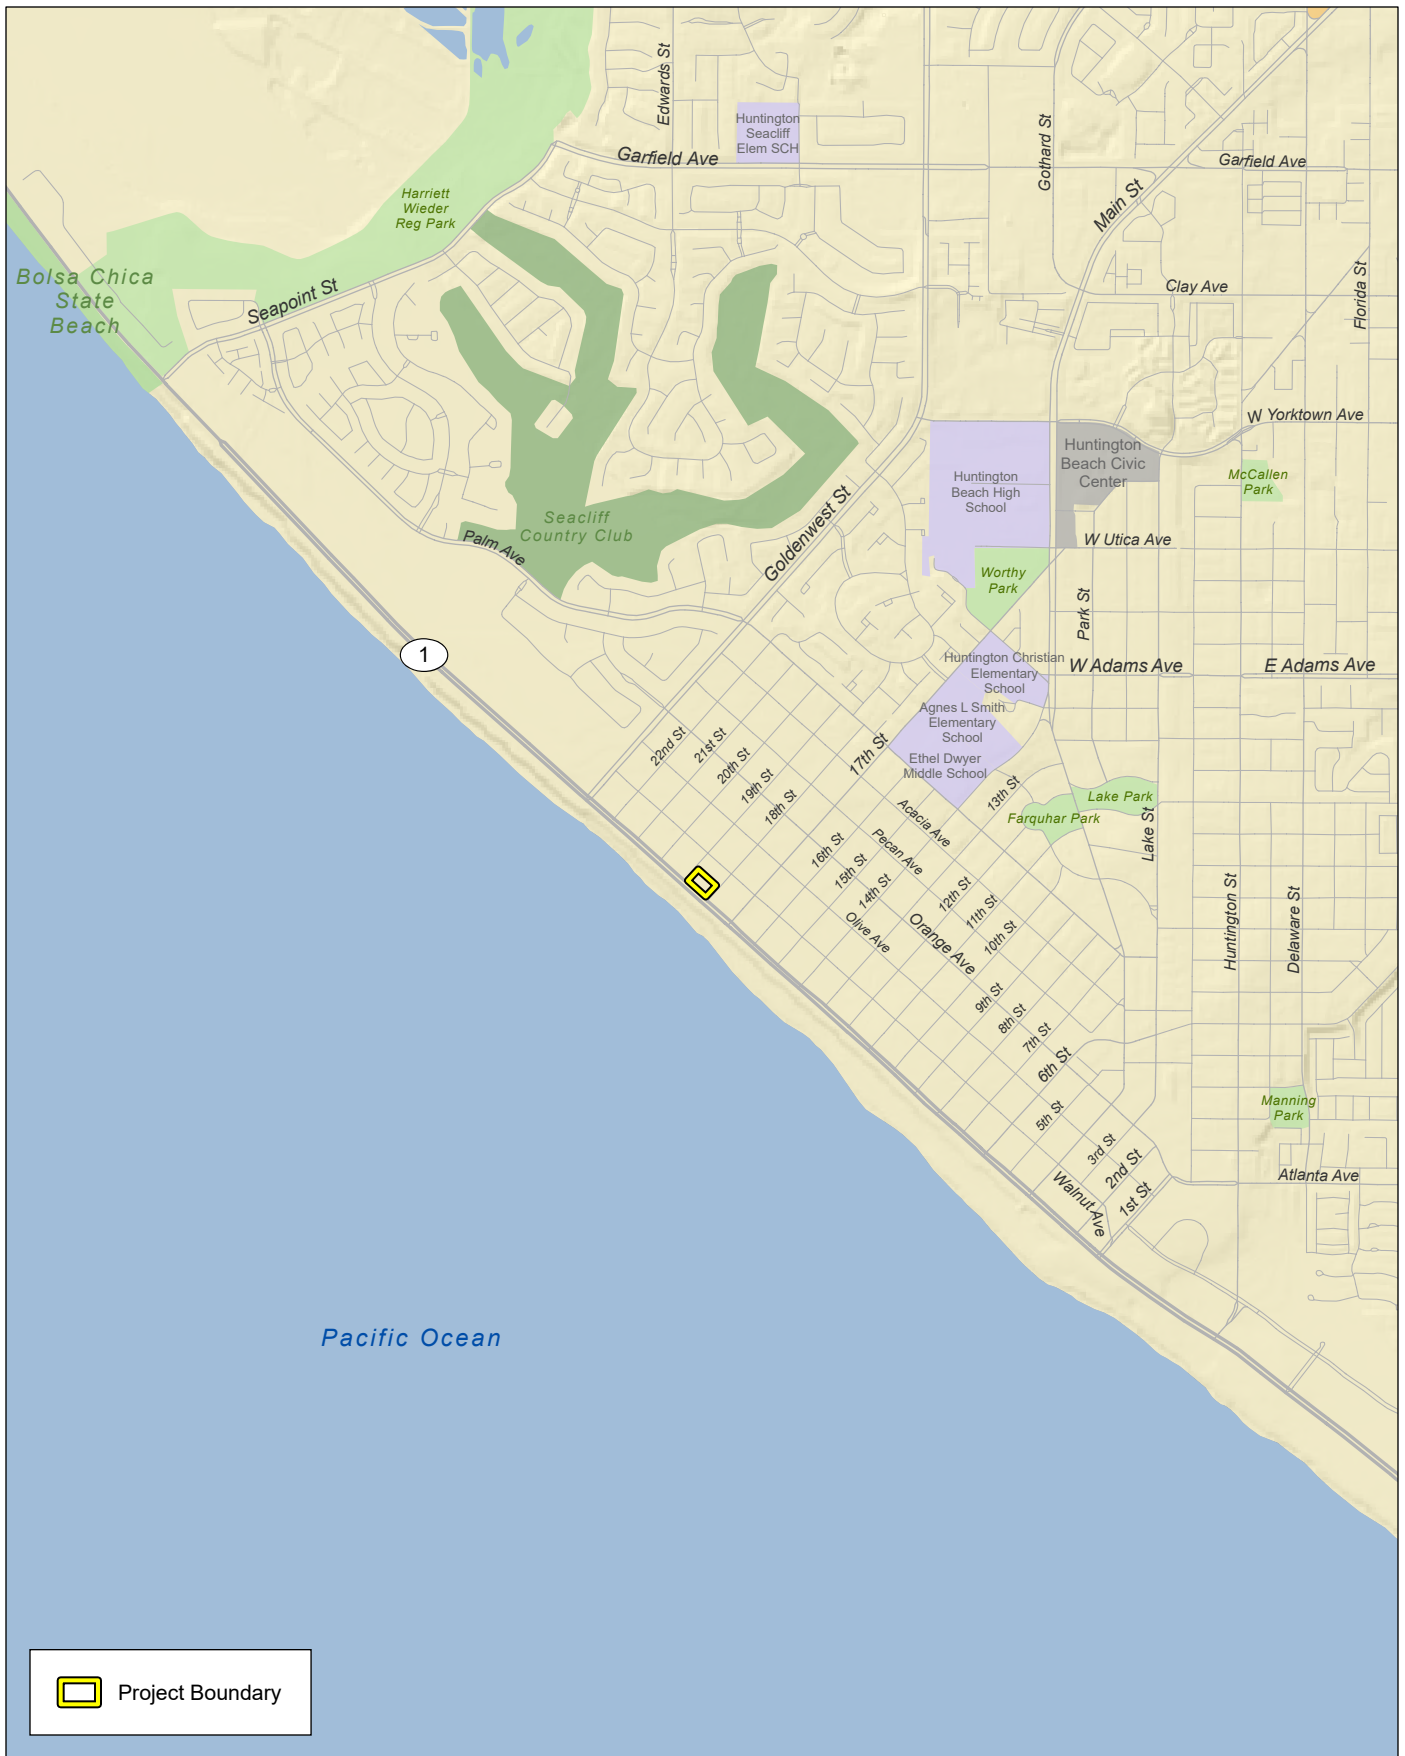 Edwards St
Huntington
Seacliff
Elem SCH
Garfield Ave
Gothard St
Garfield Ave
Main St
Harriett
Wieder
Reg Park
Bolsa Chica
State
Beach
Seapoint St
Clay Ave
Florida St
W Yorktown Ave
Huntington
Beach Civic
Center
Huntington
Beach High
School
McCallen
Park
Seacliff
Country Club
Goldenwest St
Palm Ave
W Utica Ave
Worthy
Park
Park St
1
Huntington Christian
Elementary
School
W Adams Ave
E Adams Ave
Agnes L Smith
Elementary
School
Ethel Dwyer
Middle School
22nd St
21st St
20th St
19th St
18th St
17th St
13th St
Lake Park
Farquhar Park
Lake St
Acacia Ave
Pecan Ave
16th St
15th St
14th St
12th St
11th St
10th St
Olive Ave
Orange Ave
Huntington St
Delaware St
9th St
8th St
7th St
6th St
5th St
3rd St
2nd St
1st St
Walnut Ave
Manning
Park
Atlanta Ave
Pacific Ocean
Project Boundary